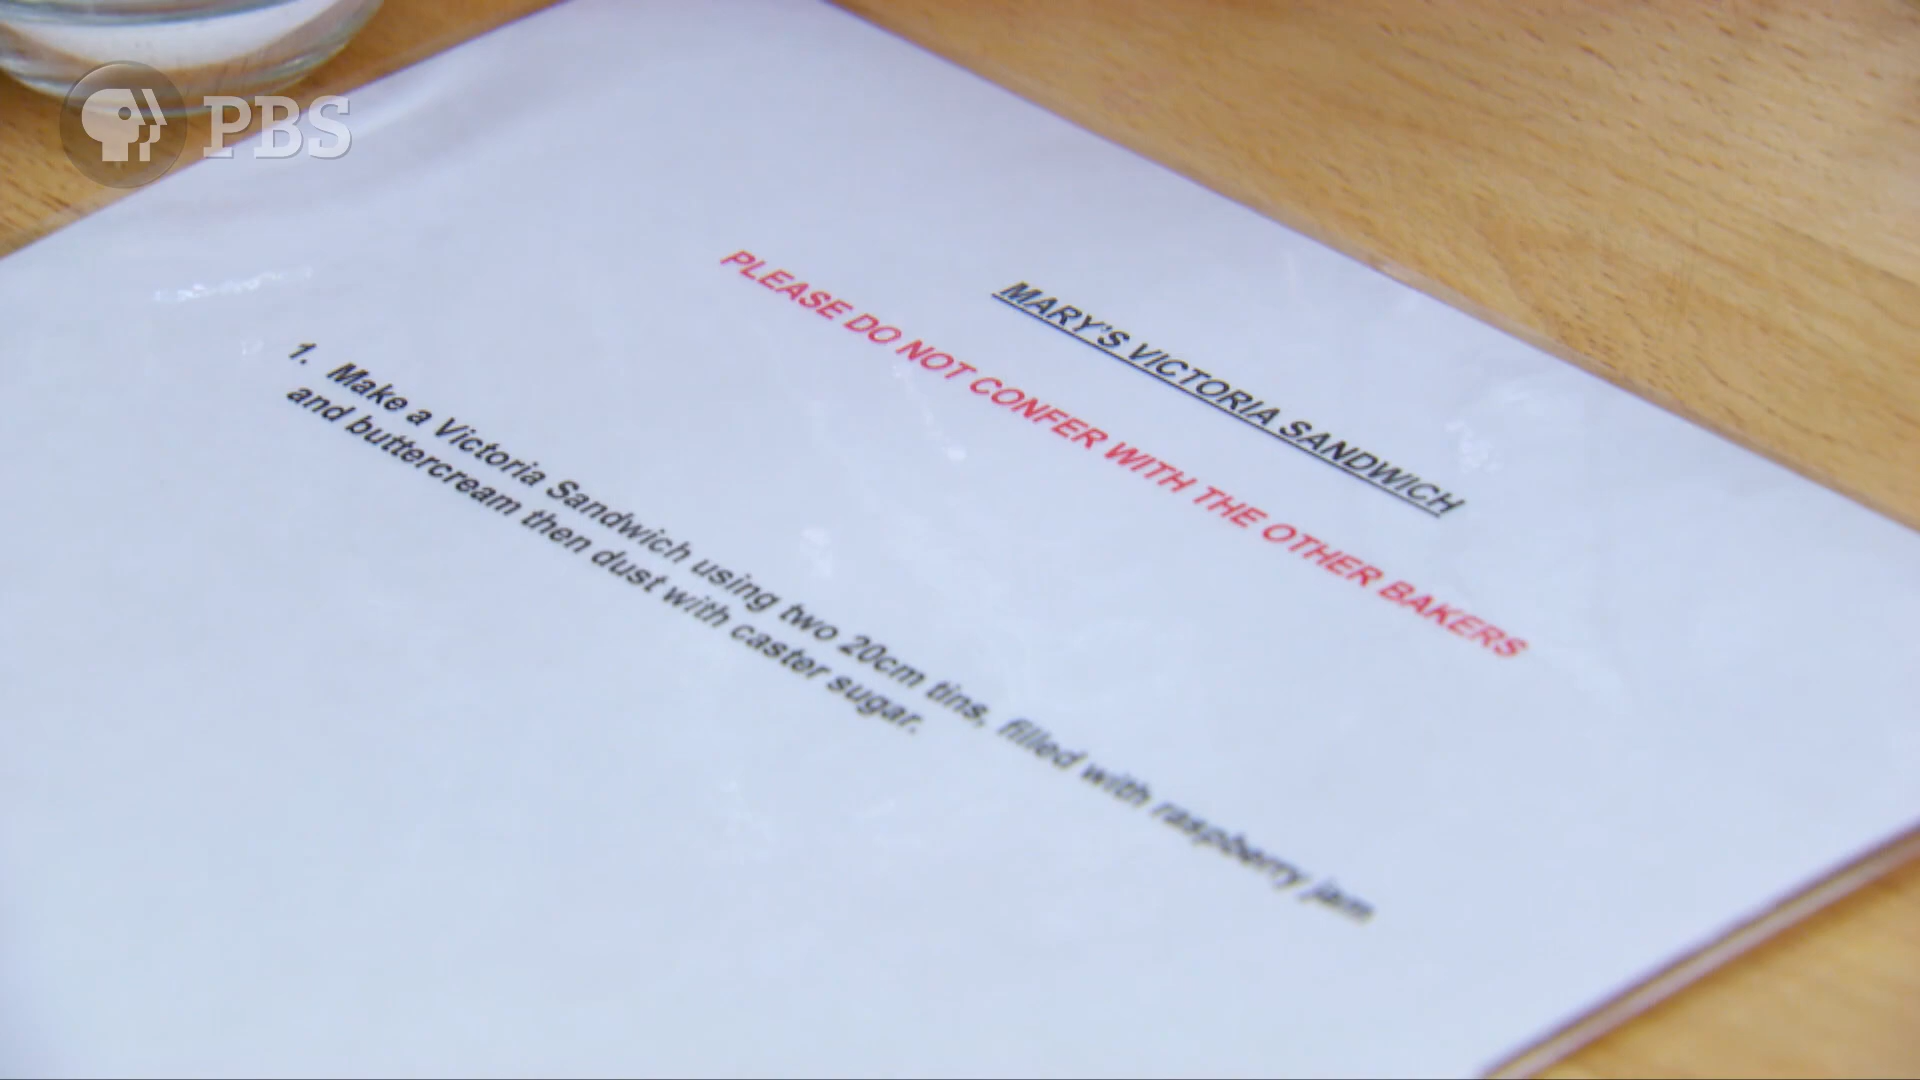 PBS
MARY'S VICTORIA SANDWICH
PLEASE DO NOT CONFER WITH THE OTHER BAKERS
1. Make a Victoria Sandwich using two 20cm tins, filled with raspberry jam
and buttercream then dust with caster sugar.